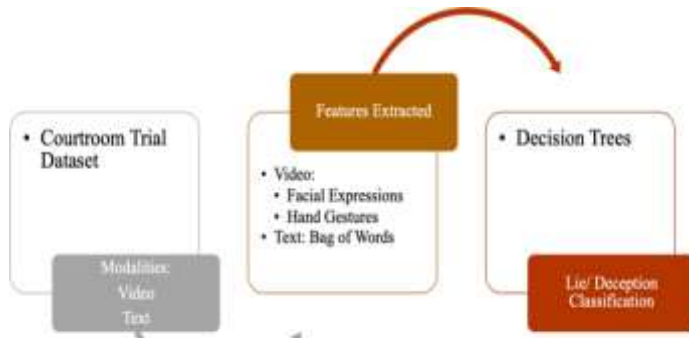 • Courtroom Trial
Dataset
Modalities:
Video
Text
Features Extracted
• Video:
• Facial Expressions
• Hand Gestures
• Text: Bag of Words
• Decision Trees
Lie/ Deception
Classification